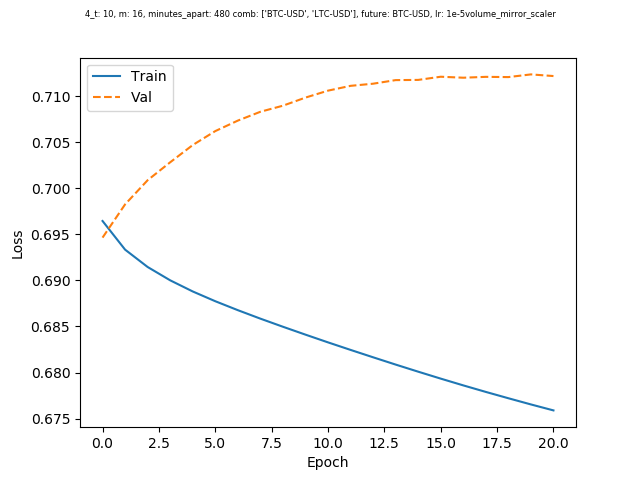 4_t: 10, m: 16, minutes_apart: 480 comb: ['BTC-USD', 'LTC-USD'], future: BTC-USD, lr: 1e-5volume_mirror_scaler
Train
Val
0.710
0.705
0.700
0.695
0.690
0.685
0.680
0.675
Loss
0.0 2.5 5.0 7.5 10.0 12.5 15.0 17.5 20.0
Epoch